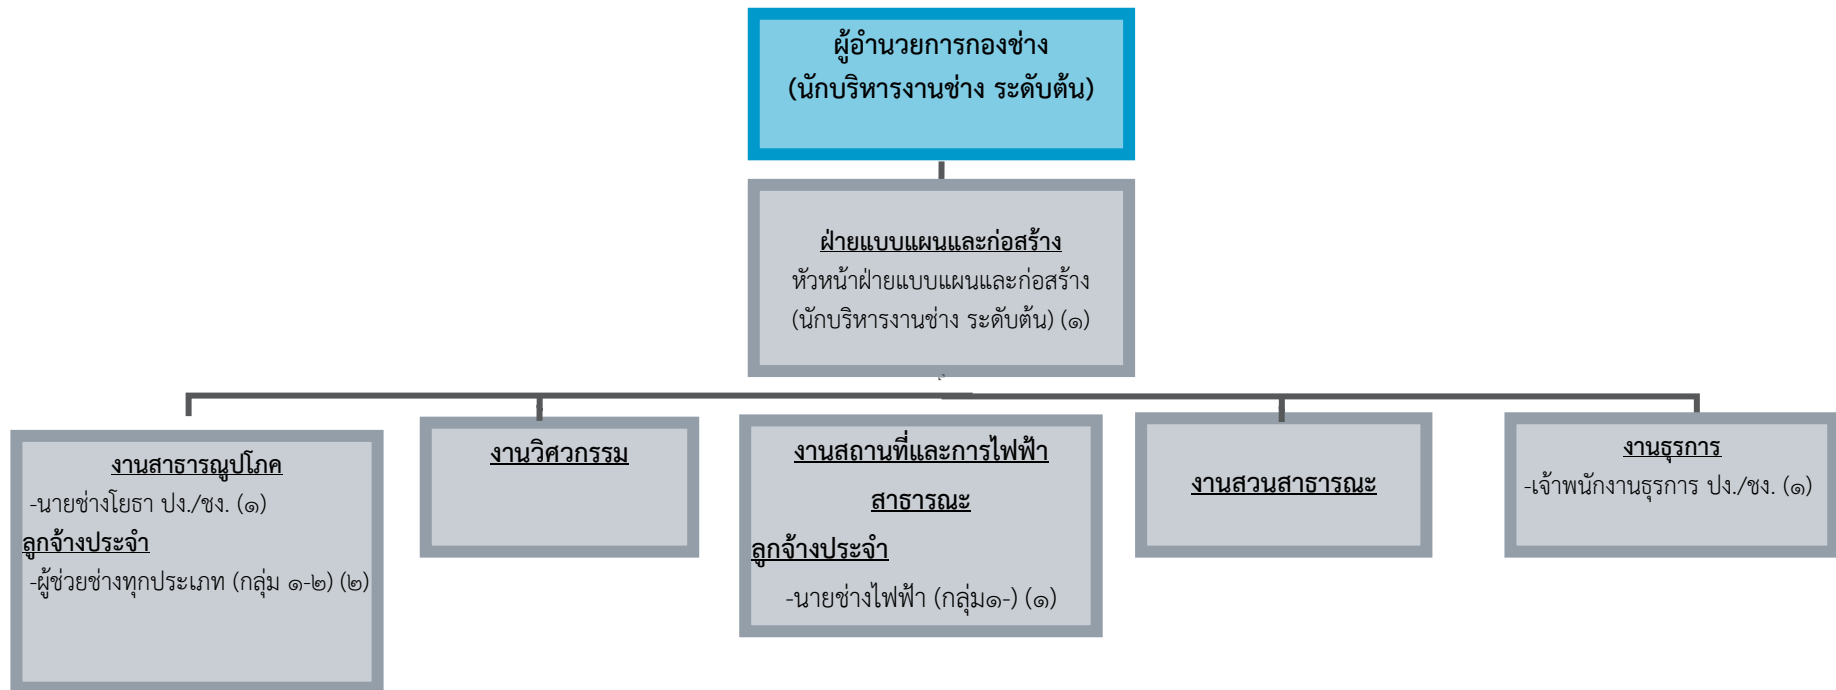 ผู้อำนวยการกองช่าง
(นักบริหารงานช่าง ระดับต้น)
ฝ่ายแบบแผนและก่อสร้าง
หัวหน้าฝ่ายแบบแผนและก่อสร้าง
(นักบริหารงานช่าง ระดับต้น) (๑)
งานสาธารณูปโภค
-นายช่างโยธา ปง./ชง. (๑)
ลูกจ้างประจำ
-ผู้ช่วยช่างทุกประเภท (กลุ่ม ๑-๒) (๒)
งานวิศวกรรม
งานสถานที่และการไฟฟ้า
สาธารณะ
ลูกจ้างประจำ
-นายช่างไฟฟ้า (กลุ่ม๑-) (๑)
งานสวนสาธารณะ
งานธุรการ
-เจ้าพนักงานธุรการ ปง./ชง. (๑)